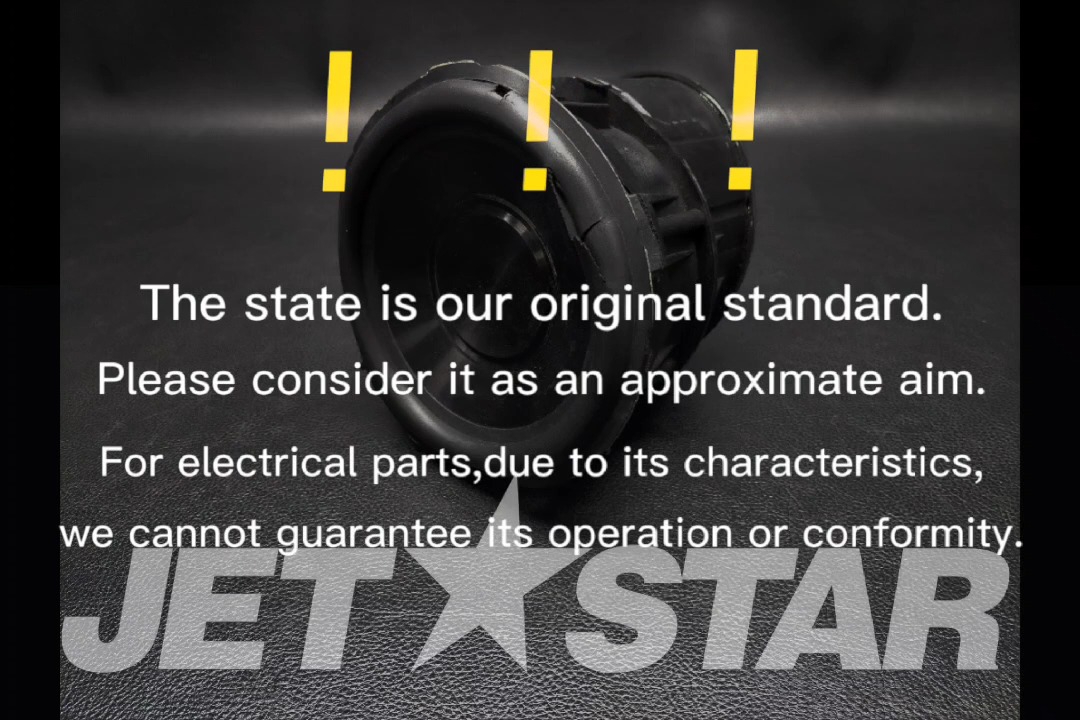 ! ! !
The state is our original standard.
Please consider it as an approximate aim.
For electrical parts,due to its characteristics,
we cannot guarantee its operation or conformity.
JET★STAR